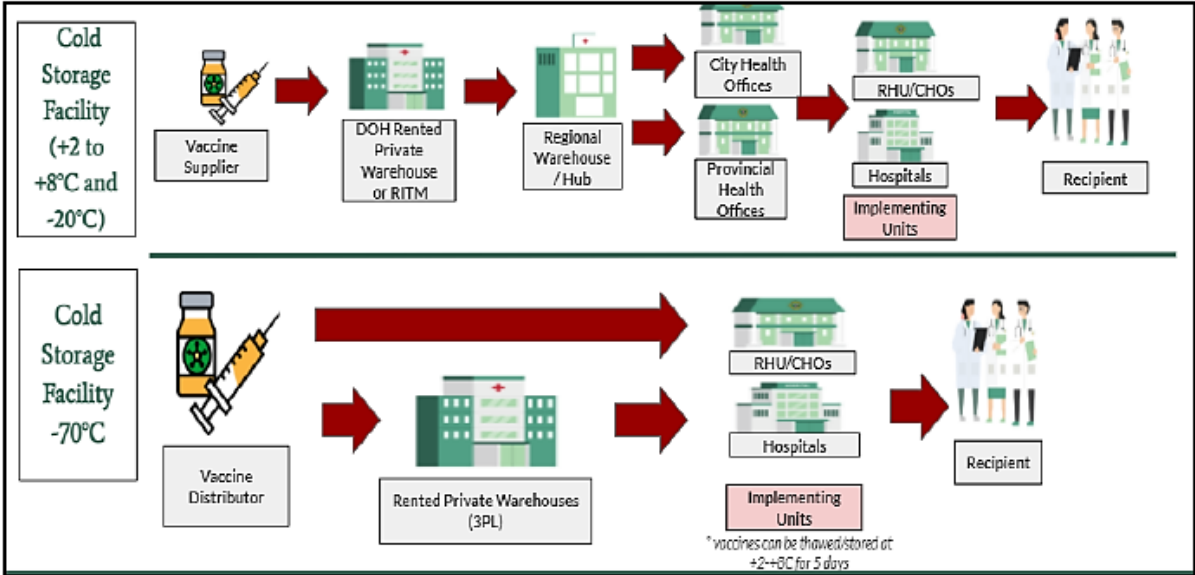 Cold
Storage
Facility
(+2 to
+8°C and
-20°C)
Vaccine
Supplier
DOH Rented
Private
Warehouse
or RITM
Regional
Warehouse
/ Hub
City Health
Offices
Provincial
Health
Offices
RHU/CHOs
Hospitals
Implementing
Units
Recipient
Cold
Storage
Facility
-70°C
Vaccine
Distributor
Rented Private Warehouses
(3PL)
RHU/CHOs
Hospitals
Implementing
Units
* vaccines can be thawed/stored at
+2-+8C for 5 days
Recipient